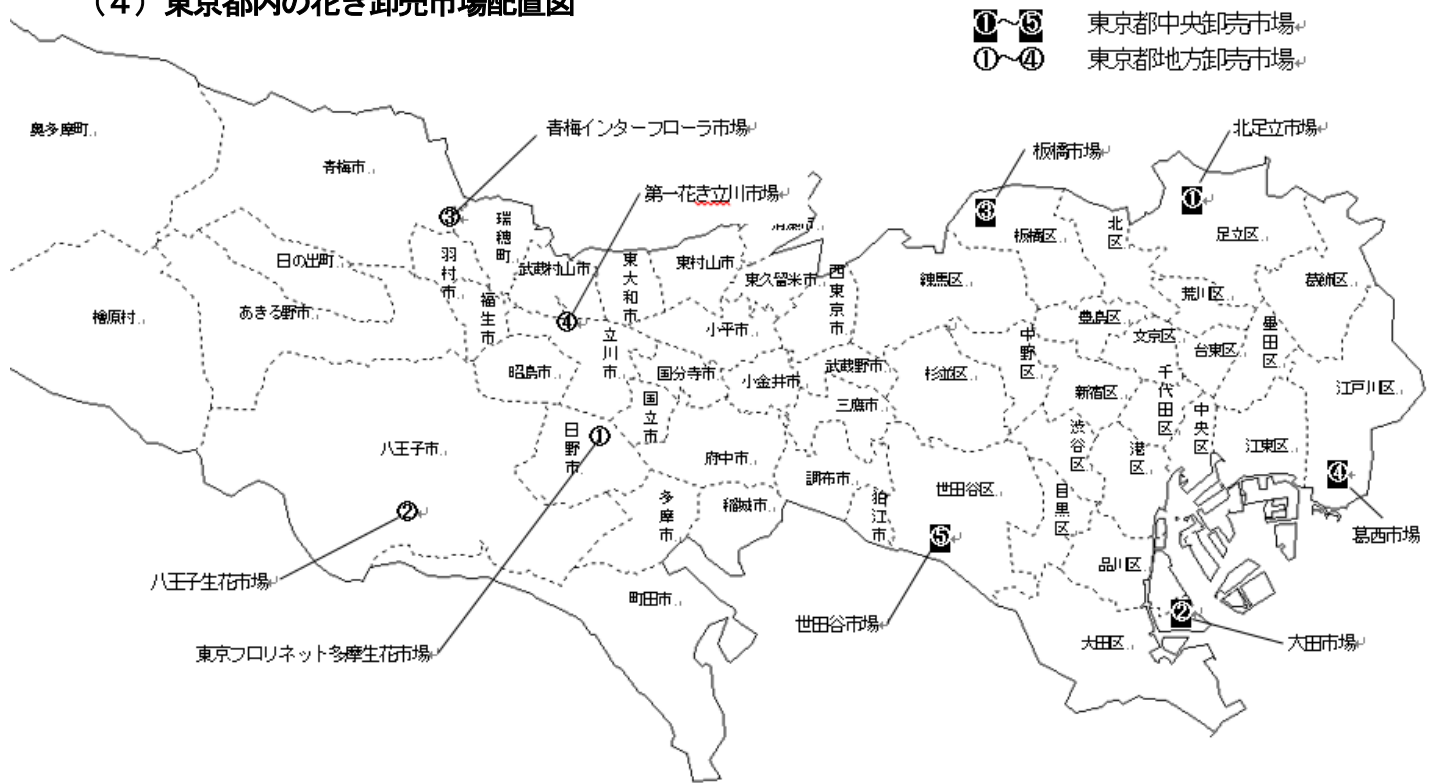 （４）東京都内の花き卸売市場配置図
①～⑤ 東京都中央卸売市場
①～④ 東京都地方卸売市場
青梅インターフローラ市場
北足立市場
板橋市場
第一花き立川市場
奥多摩町
青梅市
③
瑞穂町
羽村市
福生市
日の出町
あきる野市
檜原村
武蔵村山市
④
東大和市
東村山市
東久留米市
西東京市
小平市
立川市
昭島市
国分寺市
国立市
小金井市
武蔵野市
三鷹市
日野市
①
八王子市
②
府中市
調布市
狛江市
多摩市
稲城市
町田市
③
板橋区
北区
①
足立区
葛飾区
練馬区
荒川区
豊島区
文京区
台東区
墨田区
中野区
杉並区
新宿区
千代田区
中央区
江戸川区
渋谷区
港区
江東区
④
世田谷区
目黒区
⑤
品川区
②
大田区
葛西市場
八王子生花市場
世田谷市場
大田市場
東京フロリネット多摩生花市場